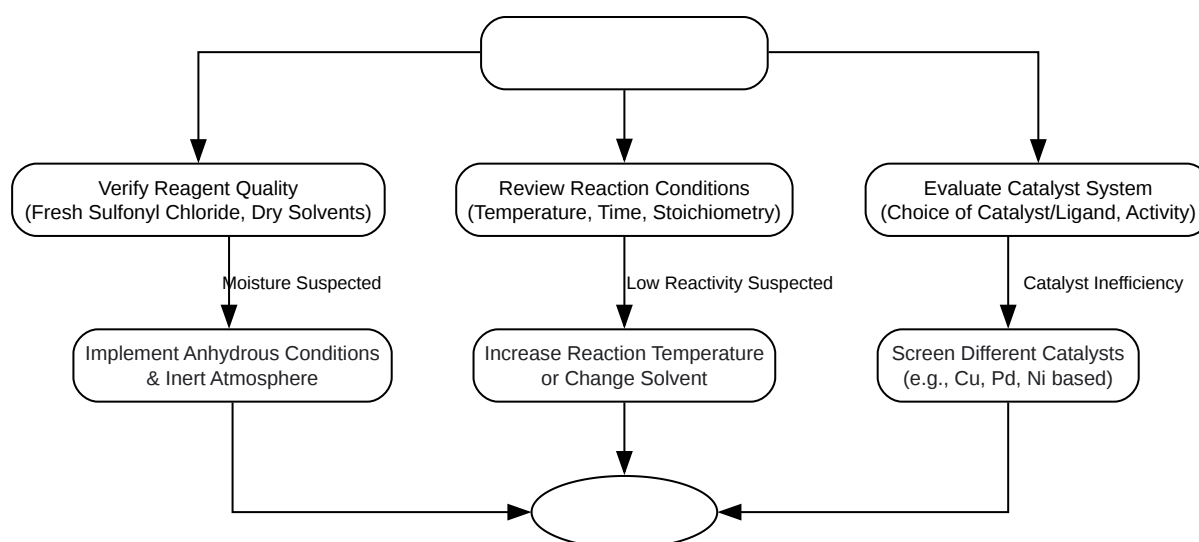 Verify Reagent Quality
(Fresh Sulfonyl Chloride, Dry Solvents)
Review Reaction Conditions
(Temperature, Time, Stoichiometry)
Evaluate Catalyst System
(Choice of Catalyst/Ligand, Activity)
Moisture Suspected
Low Reactivity Suspected
Catalyst Inefficiency
Implement Anhydrous Conditions
& Inert Atmosphere
Increase Reaction Temperature
or Change Solvent
Screen Different Catalysts
(e.g., Cu, Pd, Ni based)